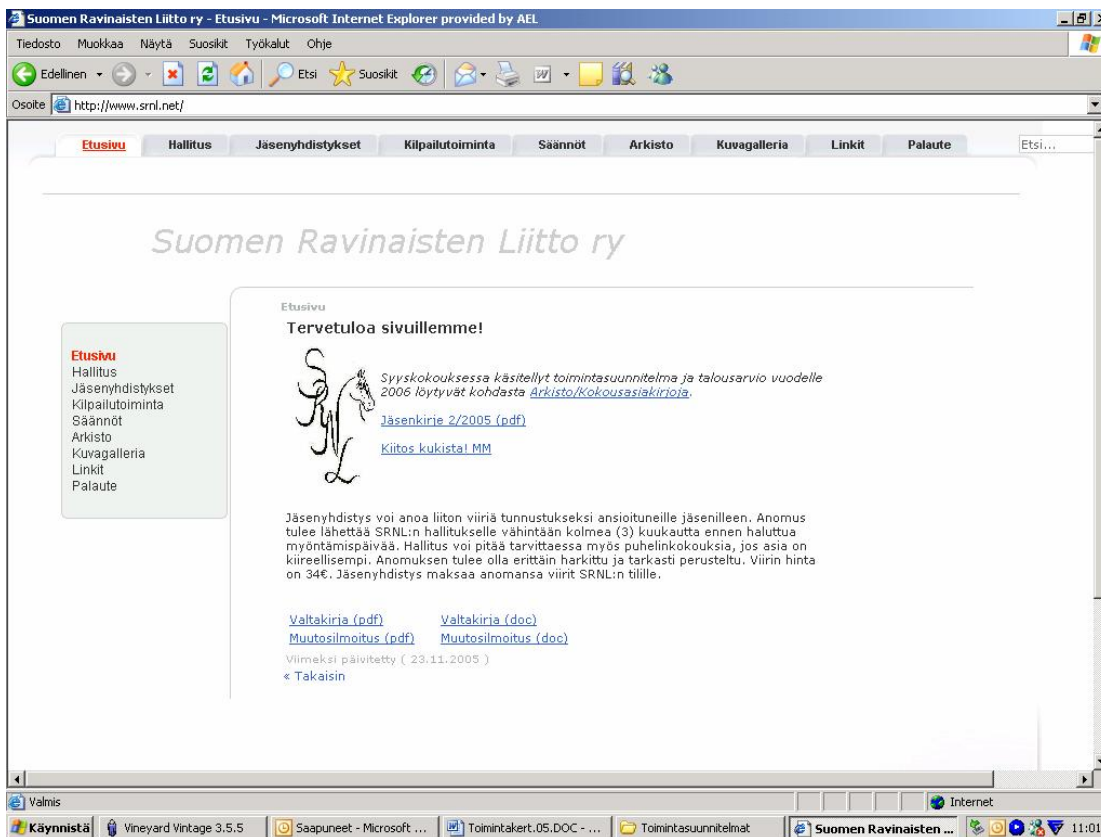 Suomen Ravinaisten Liitto ry - Etusivu - Microsoft Internet Explorer provided by AEL
Tiedosto Muokkaa Näytä Suosikit Työkalut Ohje
Edellinen Etsi Suosikit
Osoite http://www.srnl.net/
Etusivu Hallitus Jäsenyhdistykset Kilpailutoiminta Säännöt Arkisto Kuvagalleria Linkit Palaute Etsi...
Suomen Ravinaisten Liitto ry
Etusivu
Tervetuloa sivuillemme!
Etusivu
Hallitus
Jäsenyhdistykset
Kilpailutoiminta
Säännöt
Arkisto
Kuvagalleria
Linkit
Palaute
SRNL
Syyskokouksessa käsitellyt toimintasuunnitelma ja talousarvio vuodelle
2006 löytyvät kohdasta Arkisto/Kokousasiakirjoja.
Jäsenkirje 2/2005 (pdf)
Kiitos kukista! MM
Jäsenyhdistys voi anoa liiton viiriä tunnustukseksi ansioituneille jäsenilleen. Anomus
tulee lähettää SRNL:n hallitukselle vähintään kolmea (3) kuukautta ennen haluttua
myöntämispäivää. Hallitus voi pitää tarvittaessa myös puhelinkokouksia, jos asia on
kiireellisempi. Anomuksen tulee olla erittäin harkittu ja tarkasti perusteltu. Viirin hinta
on 34€. Jäsenyhdistys maksaa anomansa viirit SRNL:n tilille.
Valtakirja (pdf) Valtakirja (doc)
Muutosilmoitus (pdf) Muutosilmoitus (doc)
Viimeksi päivitetty ( 23.11.2005 )
« Takaisin
Valmis Internet
Käynnistä Vineyard Vintage 3.5.5 Saapuneet - Microsoft ... Toimintakert.05.DOC - ... Toimintasuunnitelmat Suomen Ravinaisten ... 11:01